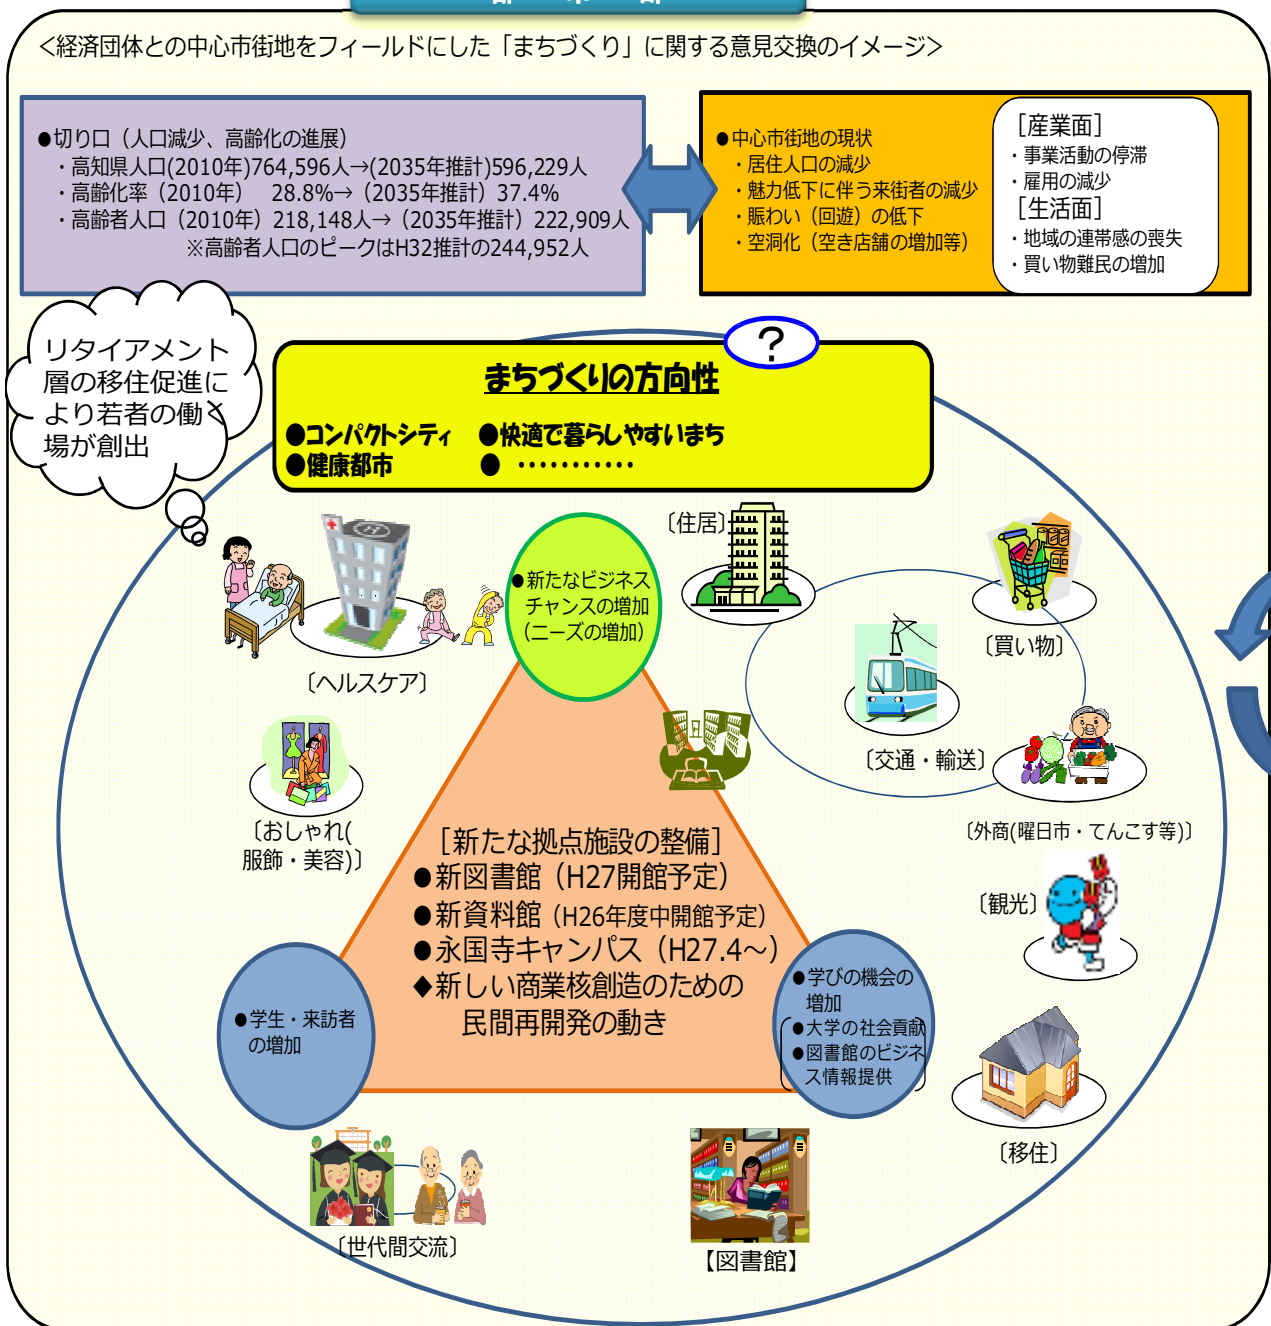 ＜経済団体との中心市街地をフィールドにした「まちづくり」に関する意見交換のイメージ＞
●切り口（人口減少、高齢化の進展）
・高知県人口(2010年)764,596人→(2035年推計)596,229人
・高齢化率（2010年）　28.8%→（2035年推計）37.4%
・高齢者人口（2010年）218,148人→（2035年推計）222,909人
※高齢者人口のピークはH32推計の244,952人
●中心市街地の現状
・居住人口の減少
・魅力低下に伴う来街者の減少
・賑わい（回遊）の低下
・空洞化（空き店舗の増加等）
［産業面］
・事業活動の停滞
・雇用の減少
［生活面］
・地域の連帯感の喪失
・買い物難民の増加
リタイアメント
層の移住促進に
より若者の働く
場が創出
？
まちづくりの方向性
●コンパクトシティ　●快適で暮らしやすいまち
●健康都市　　　　　● ‥‥‥‥‥‥
〔住居〕
●新たなビジネス
チャンスの増加
（ニーズの増加）
H
〔買い物〕
〔ヘルスケア〕
〔交通・輸送〕
〔おしゃれ(
服飾・美容)〕
〔外商(曜日市・てんこす等)〕
［新たな拠点施設の整備］
●新図書館（H27開館予定）
●新資料館（H26年度中開館予定）
●永国寺キャンパス（H27.4～）
◆新しい商業核創造のための
民間再開発の動き
〔観光〕
●学生・来訪者
の増加
●学びの機会の
増加
●大学の社会貢献
●図書館のビジネ
ス情報提供
〔移住〕
〔世代間交流〕
【図書館】